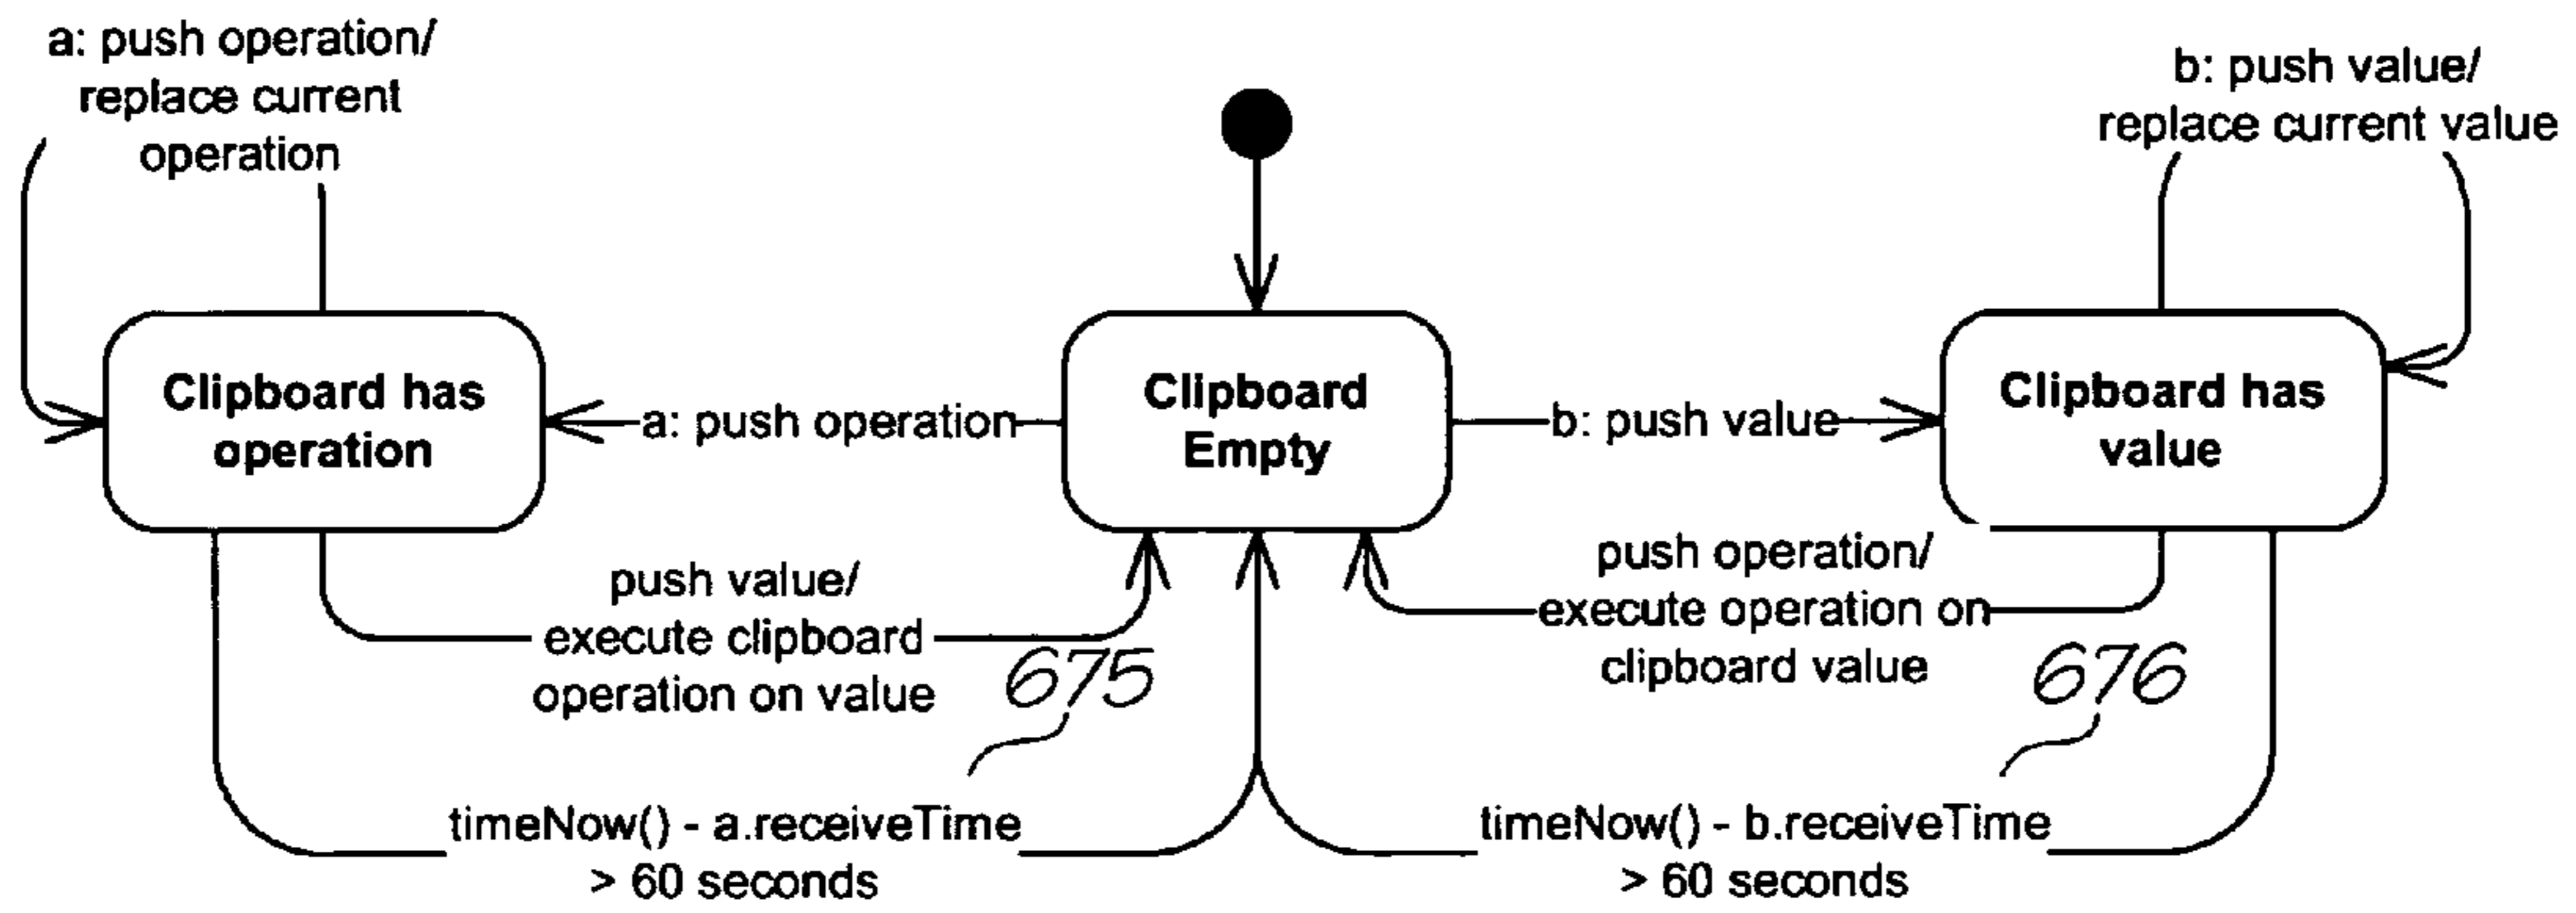 a: push operation/
replace current
operation
b: push value/
replace current value
Clipboard has
operation
a: push operation
Clipboard
Empty
b: push value
Clipboard has
value
push value/
execute clipboard
operation on value
675
push operation/
execute operation on
clipboard value
676
timeNow() - a.receiveTime
> 60 seconds
timeNow() - b.receiveTime
> 60 seconds